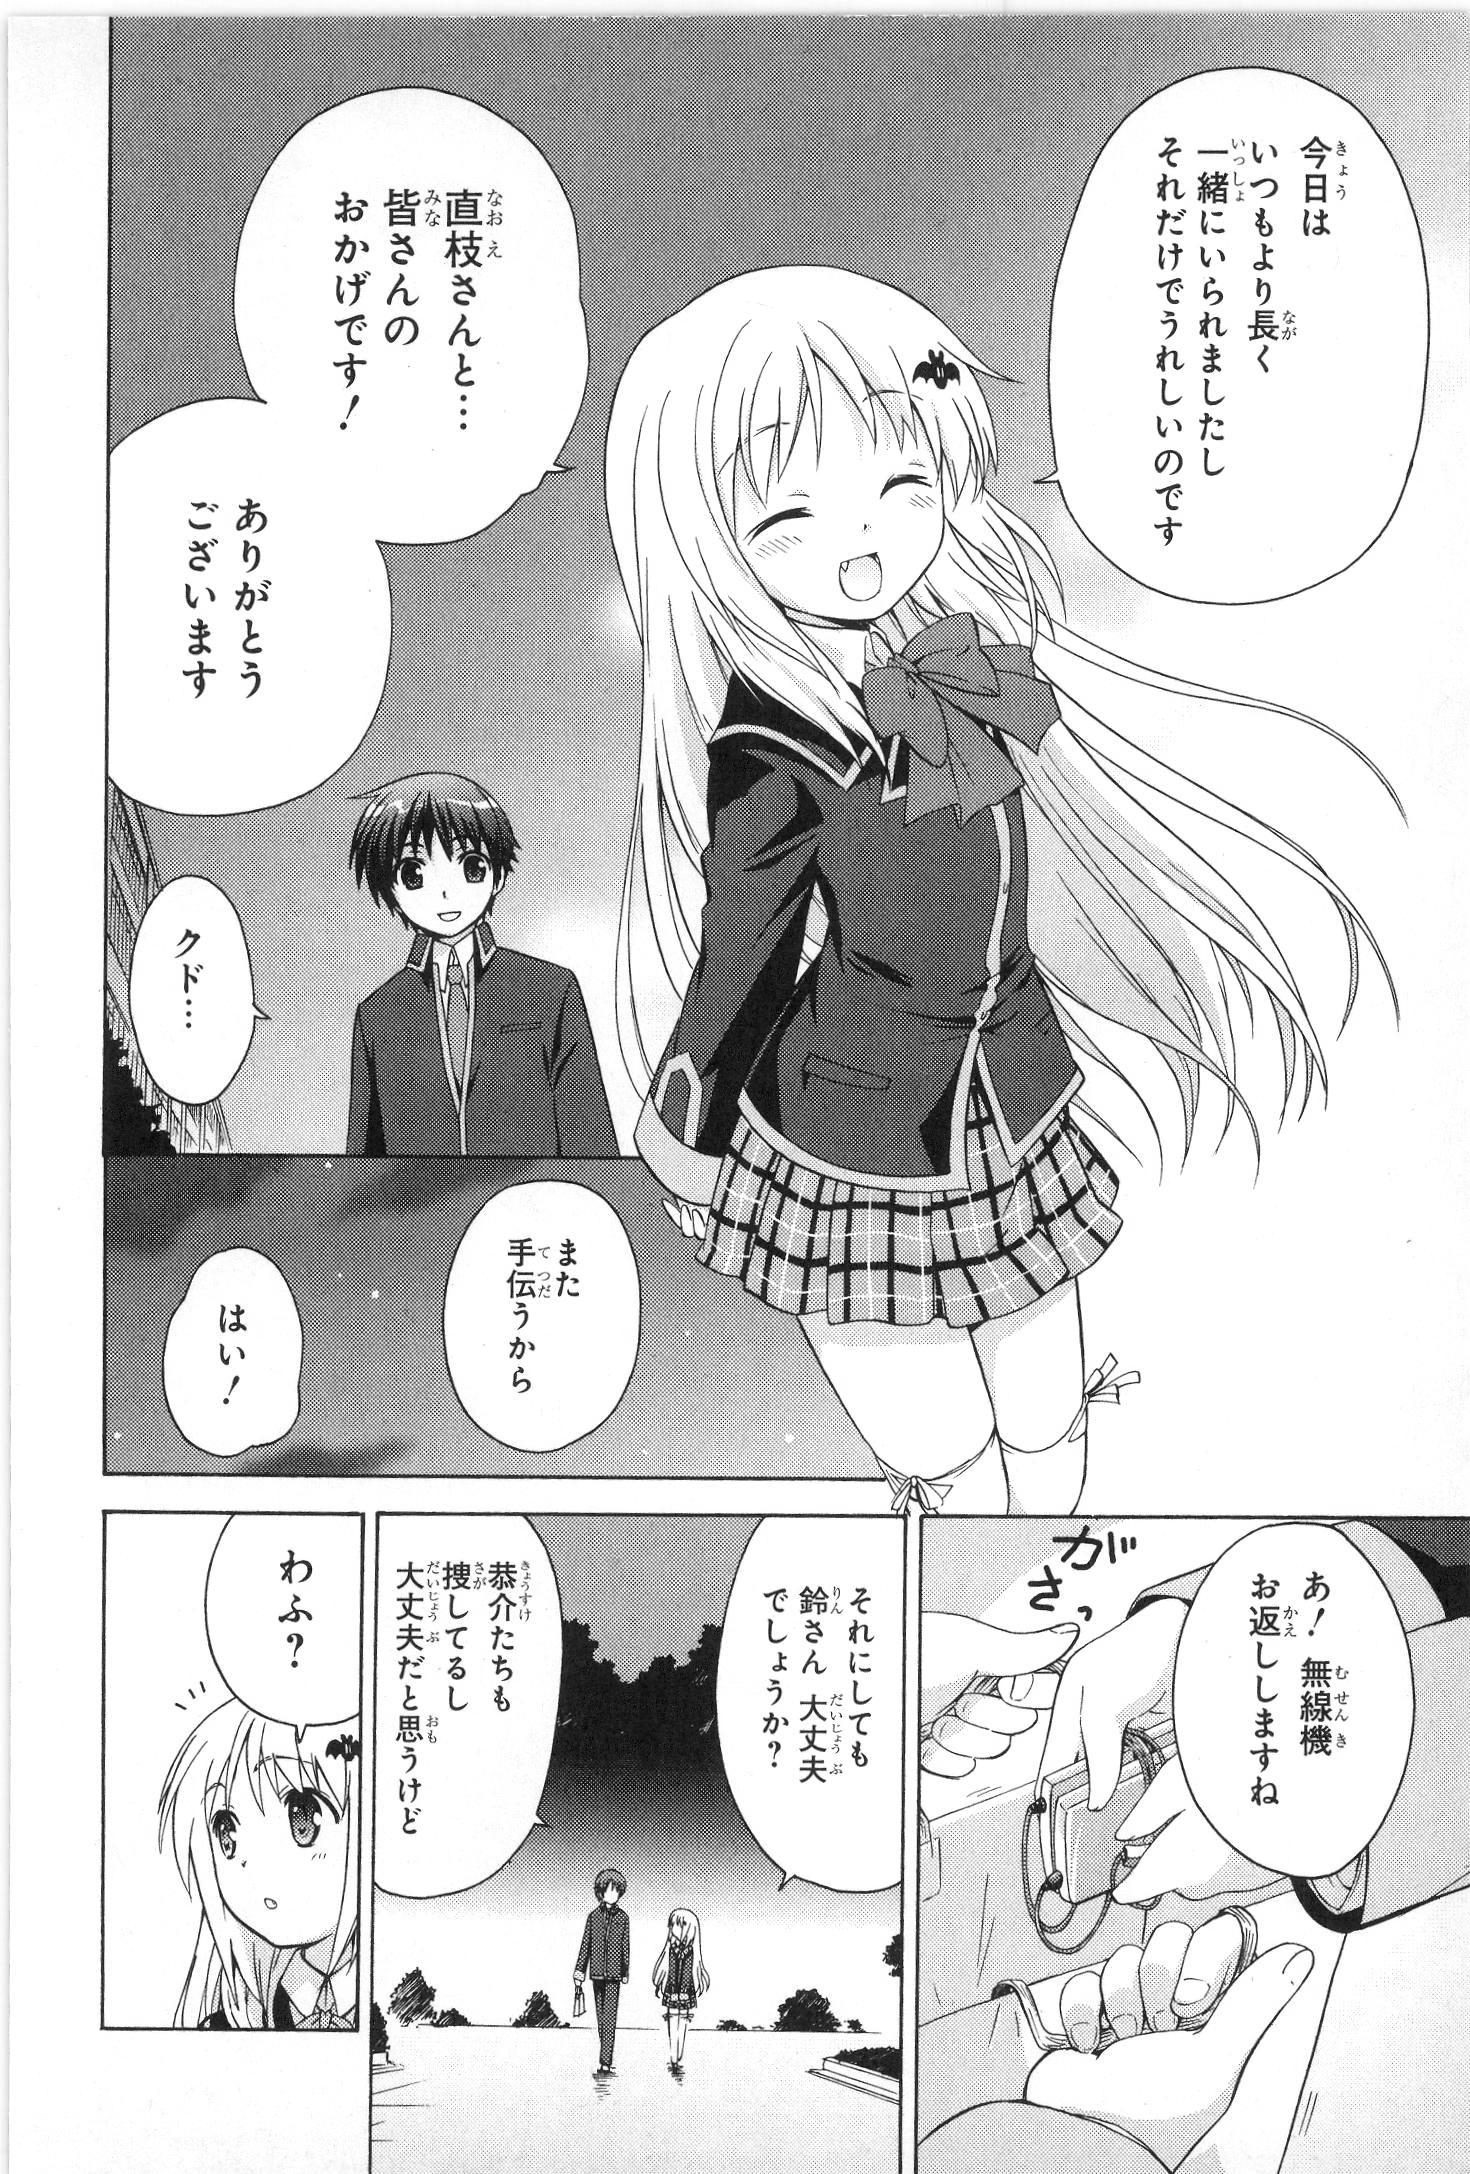 今日は
いつもより長く
一緒にいられましたし
それだけでうれしいのです
直枝さんと…
皆さんの
おかげです！
ありがとう
ございます
クド…
また
手伝うから
はい！
あ！無線機
お返ししますね
ガさっ
それにしても
鈴さん 大丈夫
でしょうか？
恭介たちも
捜してるし
大丈夫だと思うけど
わふ？